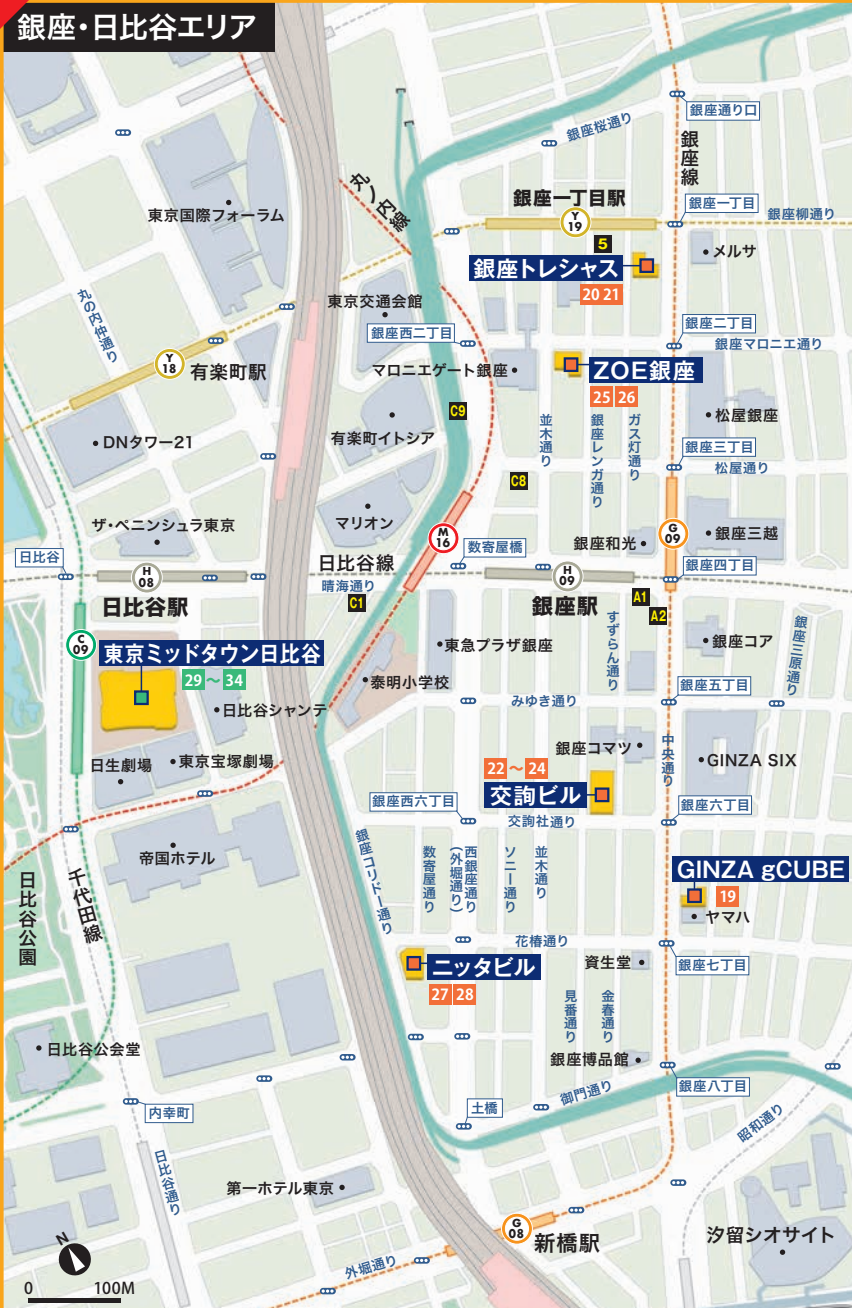 銀座・日比谷エリア
銀座通り口
銀座桜通り
銀座線
丸ノ内線
銀座一丁目駅
銀座一丁目
東京国際フォーラム
Y
19
銀座柳通り
5
メルサ
銀座トレシャス
20 21
丸の内仲通り
東京交通会館
銀座西二丁目
銀座二丁目
銀座マロニエ通り
Y
18
有楽町駅
マロニエゲート銀座
ZOE銀座
25 26
C9
並木通り
銀座レンガ通り
ガス灯通り
松屋銀座
DNタワー21
有楽町イトシア
銀座三丁目
松屋通り
C8
ザ・ペニンシュラ東京
マリオン
M
16
数寄屋橋
銀座和光
G
09
銀座三越
日比谷
H
08
日比谷線
晴海通り
H
09
銀座四丁目
日比谷駅
C1
銀座駅
A1
A2
C
09
東京ミッドタウン日比谷
29～34
東急プラザ銀座
すずらん通り
銀座コア
銀座三原通り
泰明小学校
銀座五丁目
日比谷シャンテ
みゆき通り
銀座コマツ
中央通り
GINZA SIX
日生劇場
東京宝塚劇場
22～24
交詢ビル
銀座西六丁目
銀座六丁目
交詢社通り
帝国ホテル
銀座コリドー通り
数寄屋通り
西銀座通り
(外堀通り)
ソニー通り
並木通り
GINZA gCUBE
19
ヤマハ
日比谷公園
千代田線
花椿通り
ニッタビル
27 28
資生堂
銀座七丁目
見番通り
金春通り
日比谷公会堂
銀座博品館
銀座八丁目
御門通り
内幸町
土橋
昭和通り
日比谷通り
第一ホテル東京
G
08
新橋駅
汐留シオサイト
外堀通り
N
0 100M